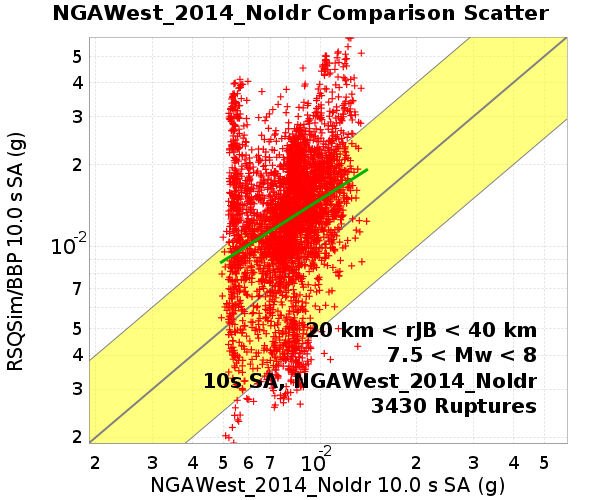 NGAWest_2014_NoIdr Comparison Scatter
RSQSim/BBP 10.0 s SA (g)
5
4
3
2
10-2
7
5
4
3
2
20 km < rJB < 40 km
7.5 < Mw < 8
10s SA, NGAWest_2014_NoIdr
3430 Ruptures
2 3 4 5 6 7 10-2 2 3 4 5
NGAWest_2014_NoIdr 10.0 s SA (g)